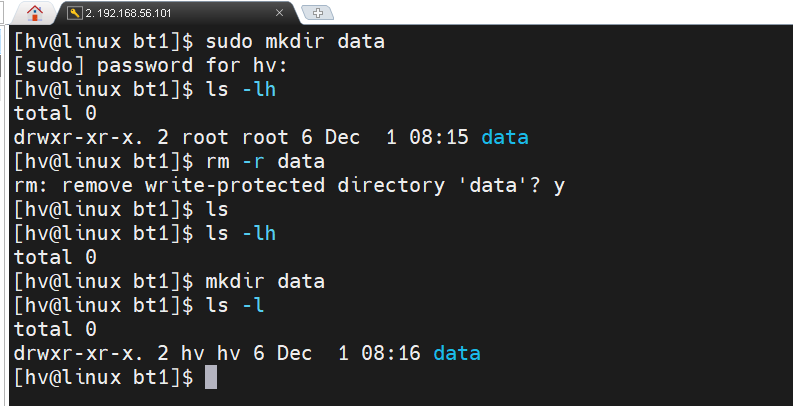 2. 192.168.56.101
[hv@linux bt1]$ sudo mkdir data
[sudo] password for hv:
[hv@linux bt1]$ ls -lh
total 0
drwxr-xr-x. 2 root root 6 Dec  1 08:15 data
[hv@linux bt1]$ rm -r data
rm: remove write-protected directory 'data'? y
[hv@linux bt1]$ ls
[hv@linux bt1]$ ls -lh
total 0
[hv@linux bt1]$ mkdir data
[hv@linux bt1]$ ls -l
total 0
drwxr-xr-x. 2 hv hv 6 Dec  1 08:16 data
[hv@linux bt1]$